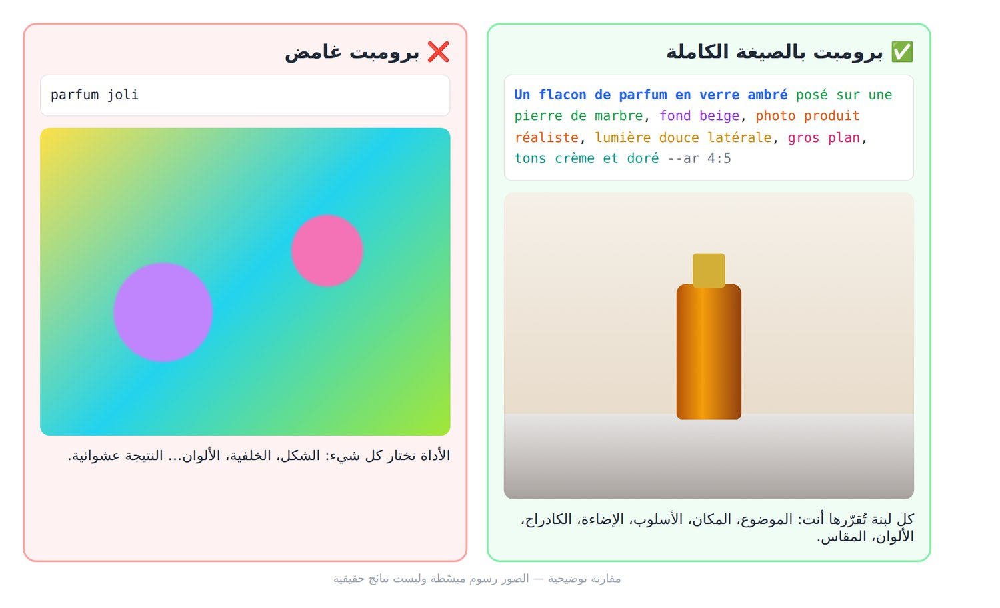 ✅ برومبت بالصيغة الكاملة
Un flacon de parfum en verre ambré posé sur une
pierre de marbre, fond beige, photo produit
réaliste, lumière douce latérale, gros plan,
tons crème et doré --ar 4:5
كل لبنة تُقرّرها أنت: الموضوع، المكان، الأسلوب، الإضاءة، الكادراج،
الألوان، المقاس.
❌ برومبت غامض
parfum joli
الأداة تختار كل شيء: الشكل، الخلفية، الألوان... النتيجة عشوائية.
مقارنة توضيحية — الصور رسوم مبسّطة وليست نتائج حقيقية